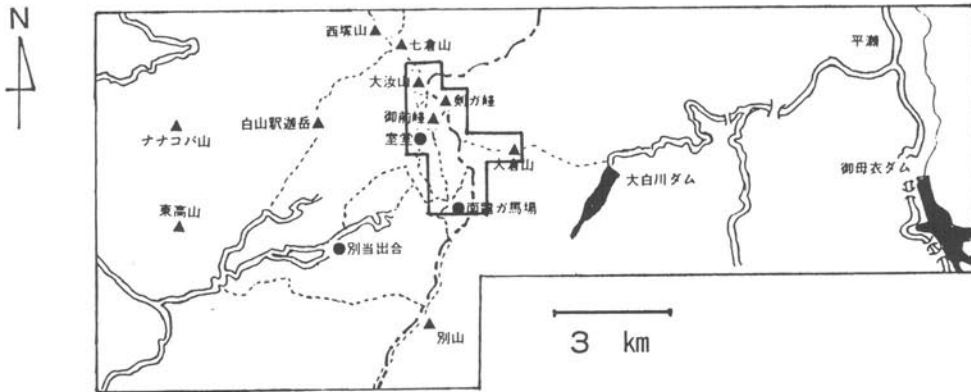 N
西塚山
七倉山
平瀬
大汝山
剣ガ峰
白山釈迦岳
御前峰
ナナコバ山
室堂
大倉山
大白川ダム
御母衣ダム
東高山
南竜ガ馬場
別当出合
別山
3 km